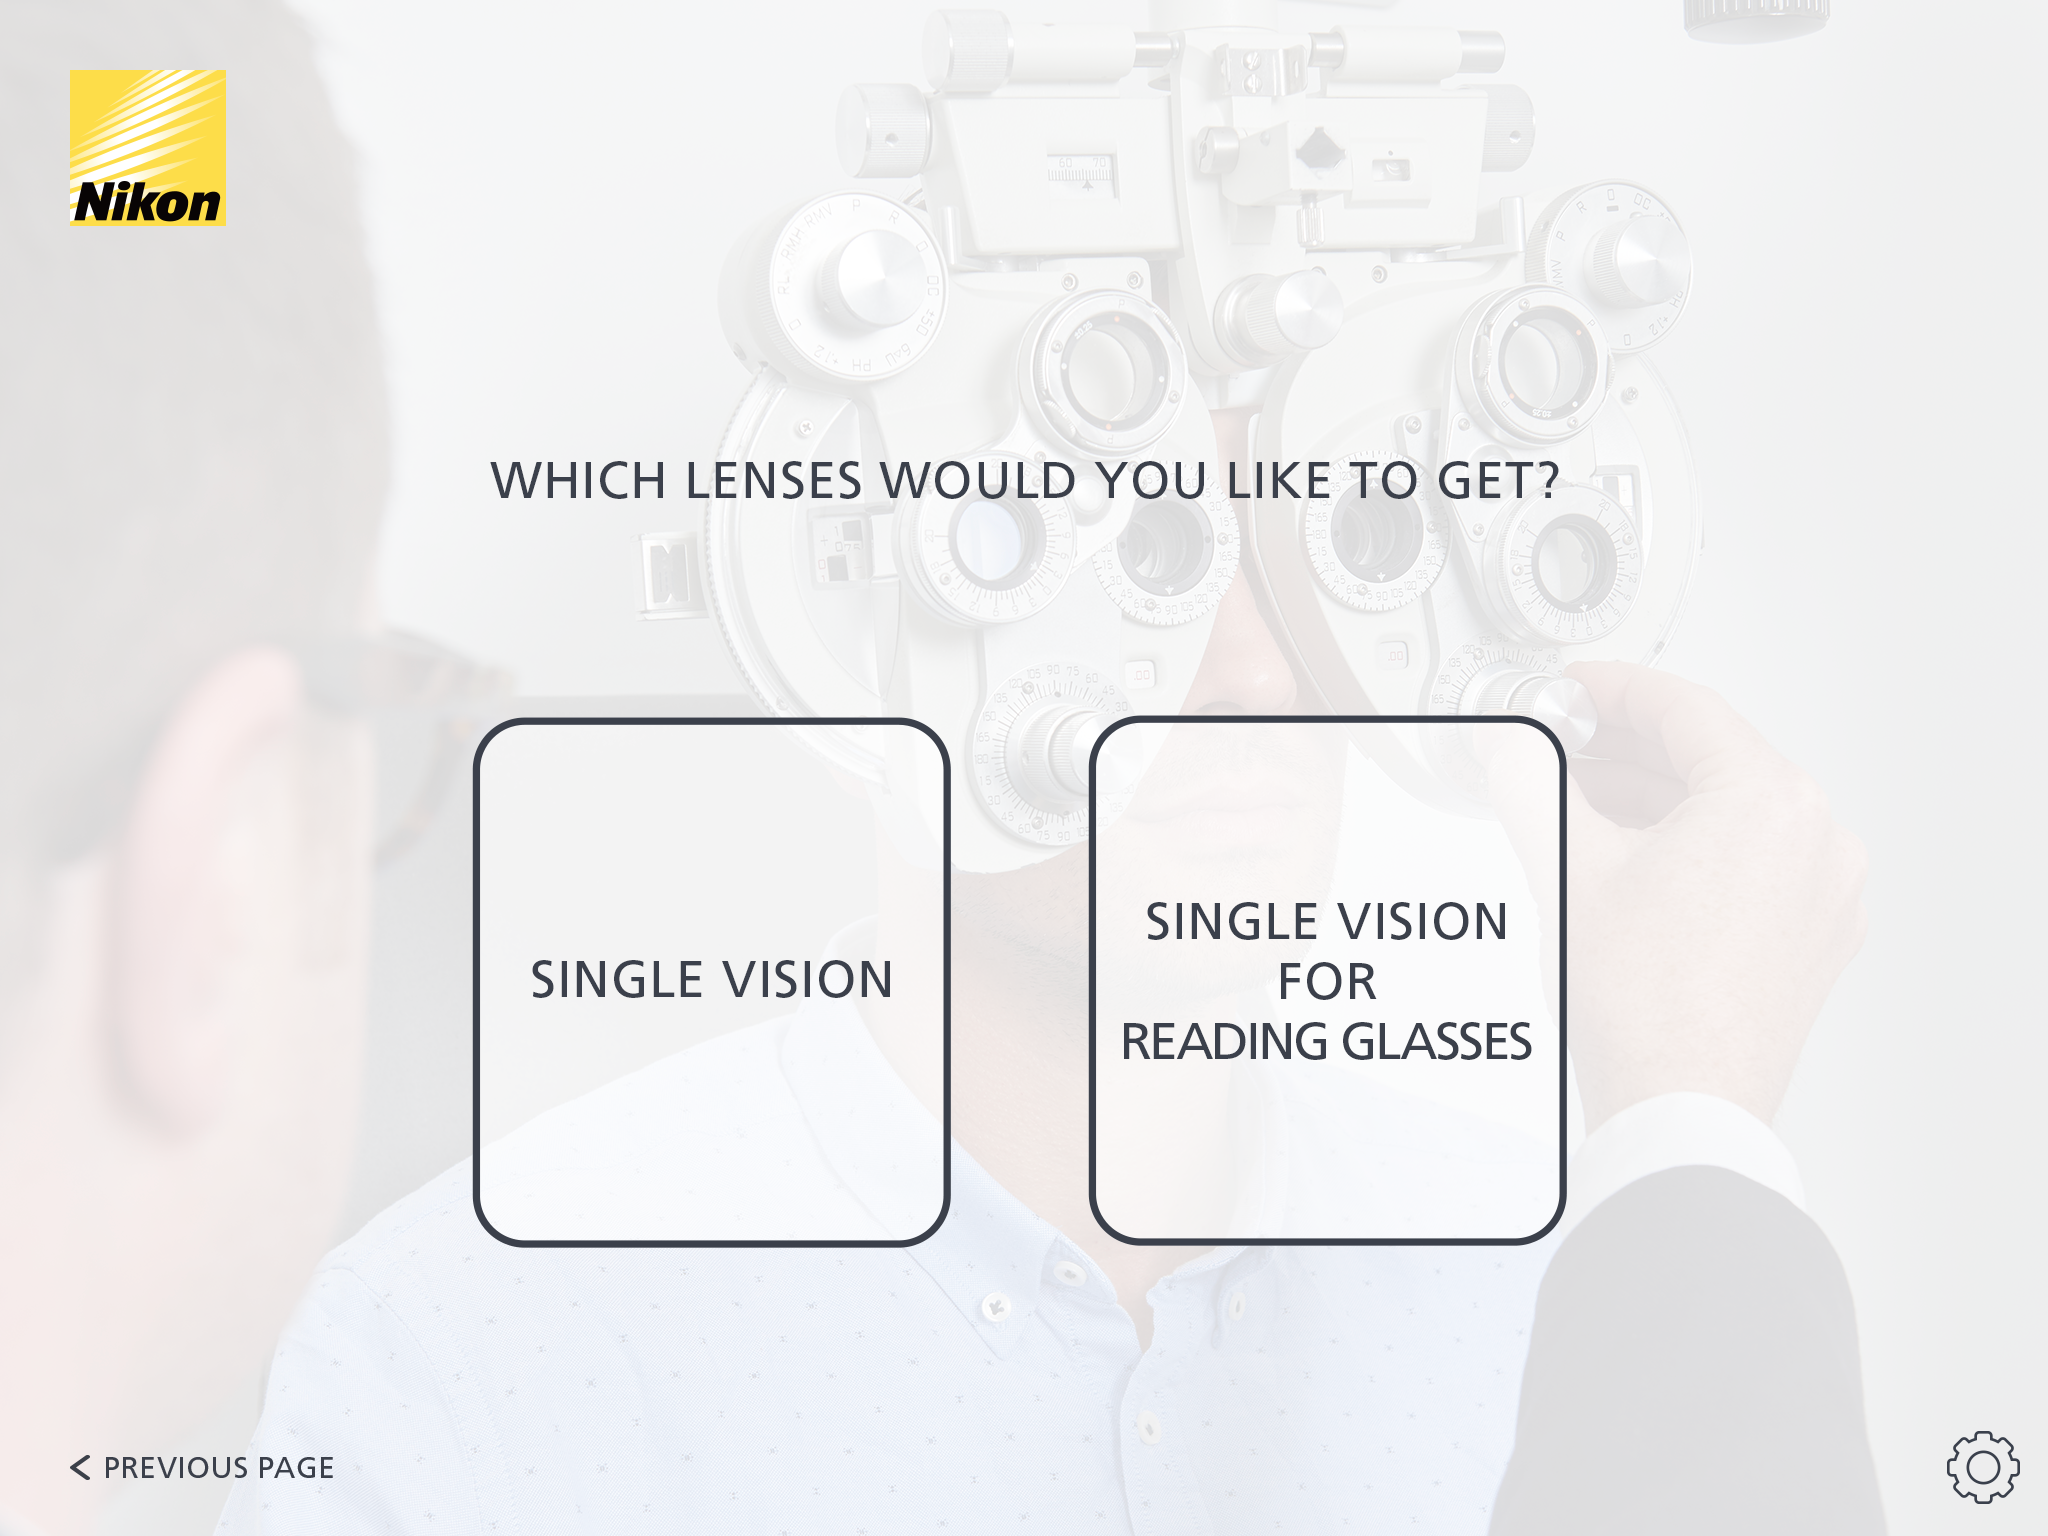 Nikon
WHICH LENSES WOULD YOU LIKE TO GET?
SINGLE VISION
SINGLE VISION
FOR
READING GLASSES
PREVIOUS PAGE